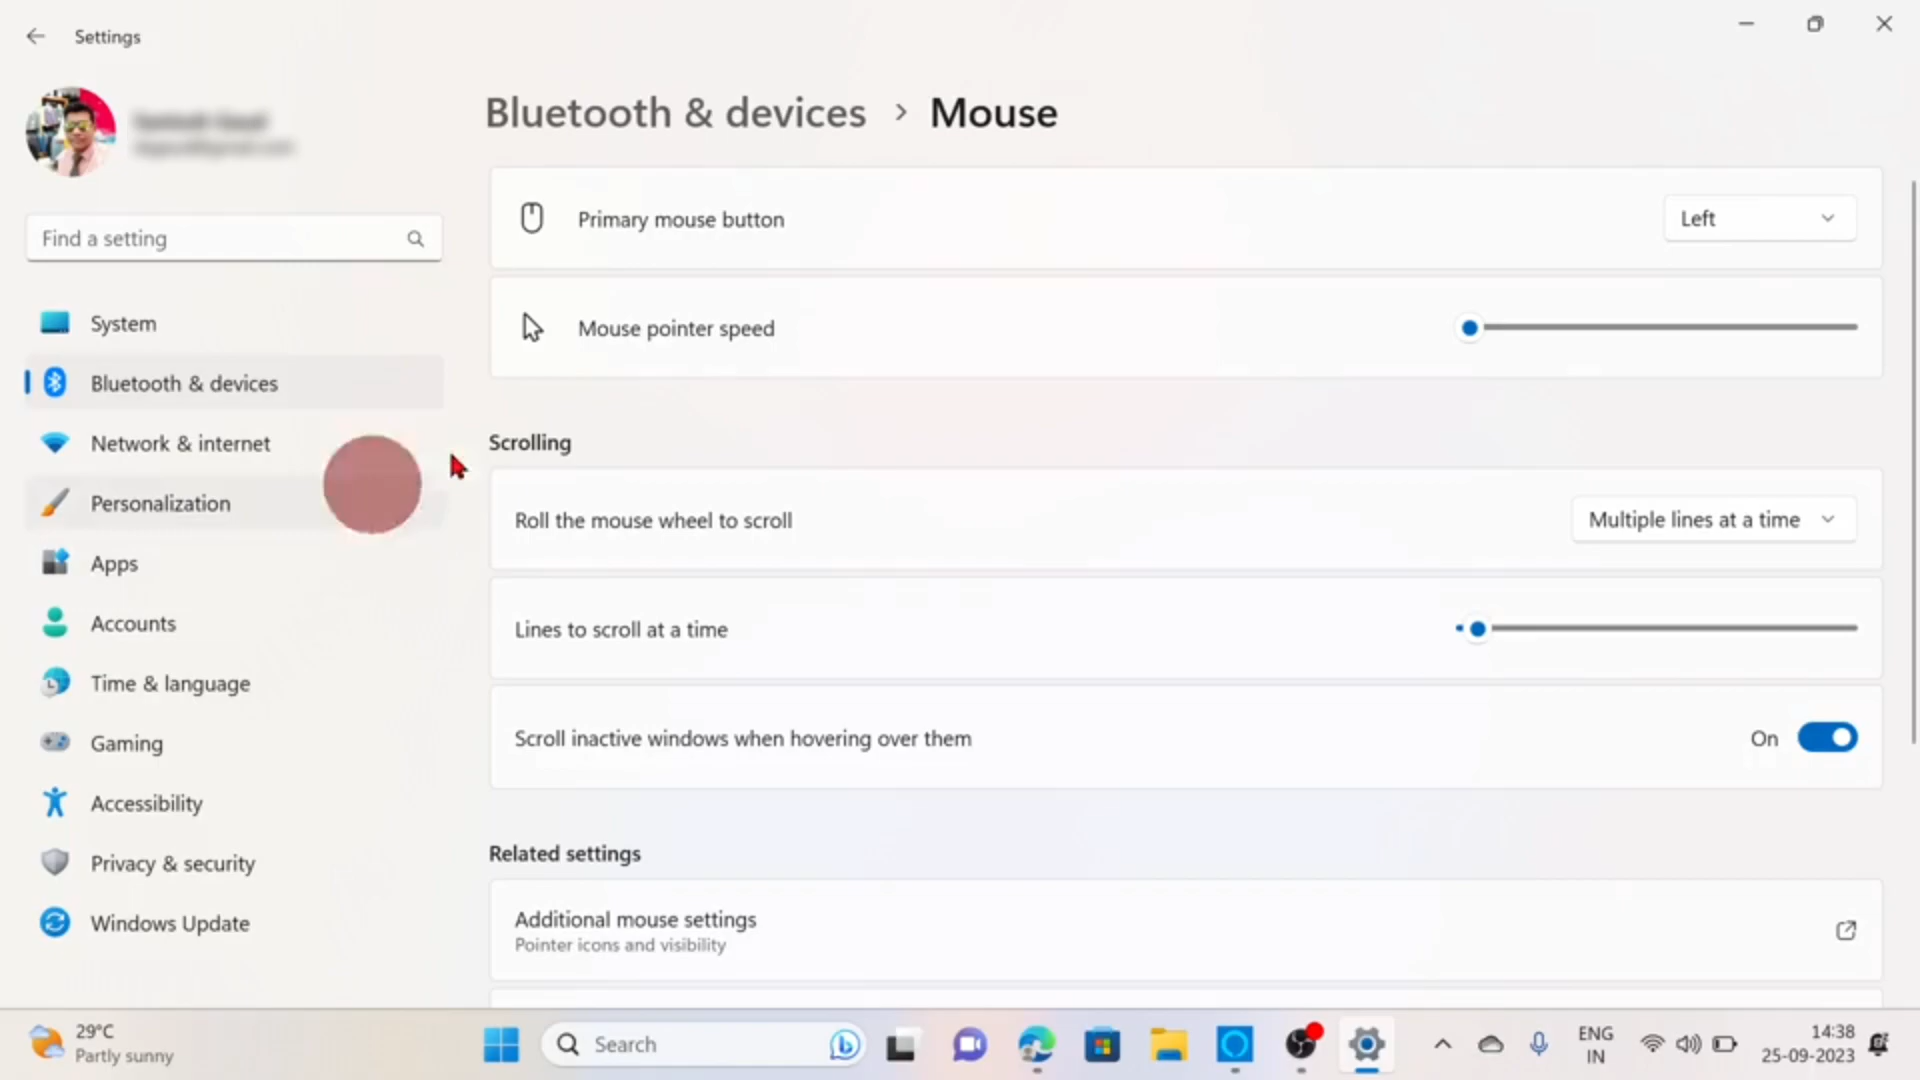 Settings
Find a setting
System
Bluetooth & devices
Network & internet
Personalization
Apps
Accounts
Time & language
Gaming
Accessibility
Privacy & security
Windows Update
Bluetooth & devices > Mouse
Primary mouse button Left
Mouse pointer speed
Scrolling
Roll the mouse wheel to scroll Multiple lines at a time
Lines to scroll at a time
Scroll inactive windows when hovering over them On
Related settings
Additional mouse settings
Pointer icons and visibility
29°C
Partly sunny
Search
ENG
IN
14:38
25-09-2023